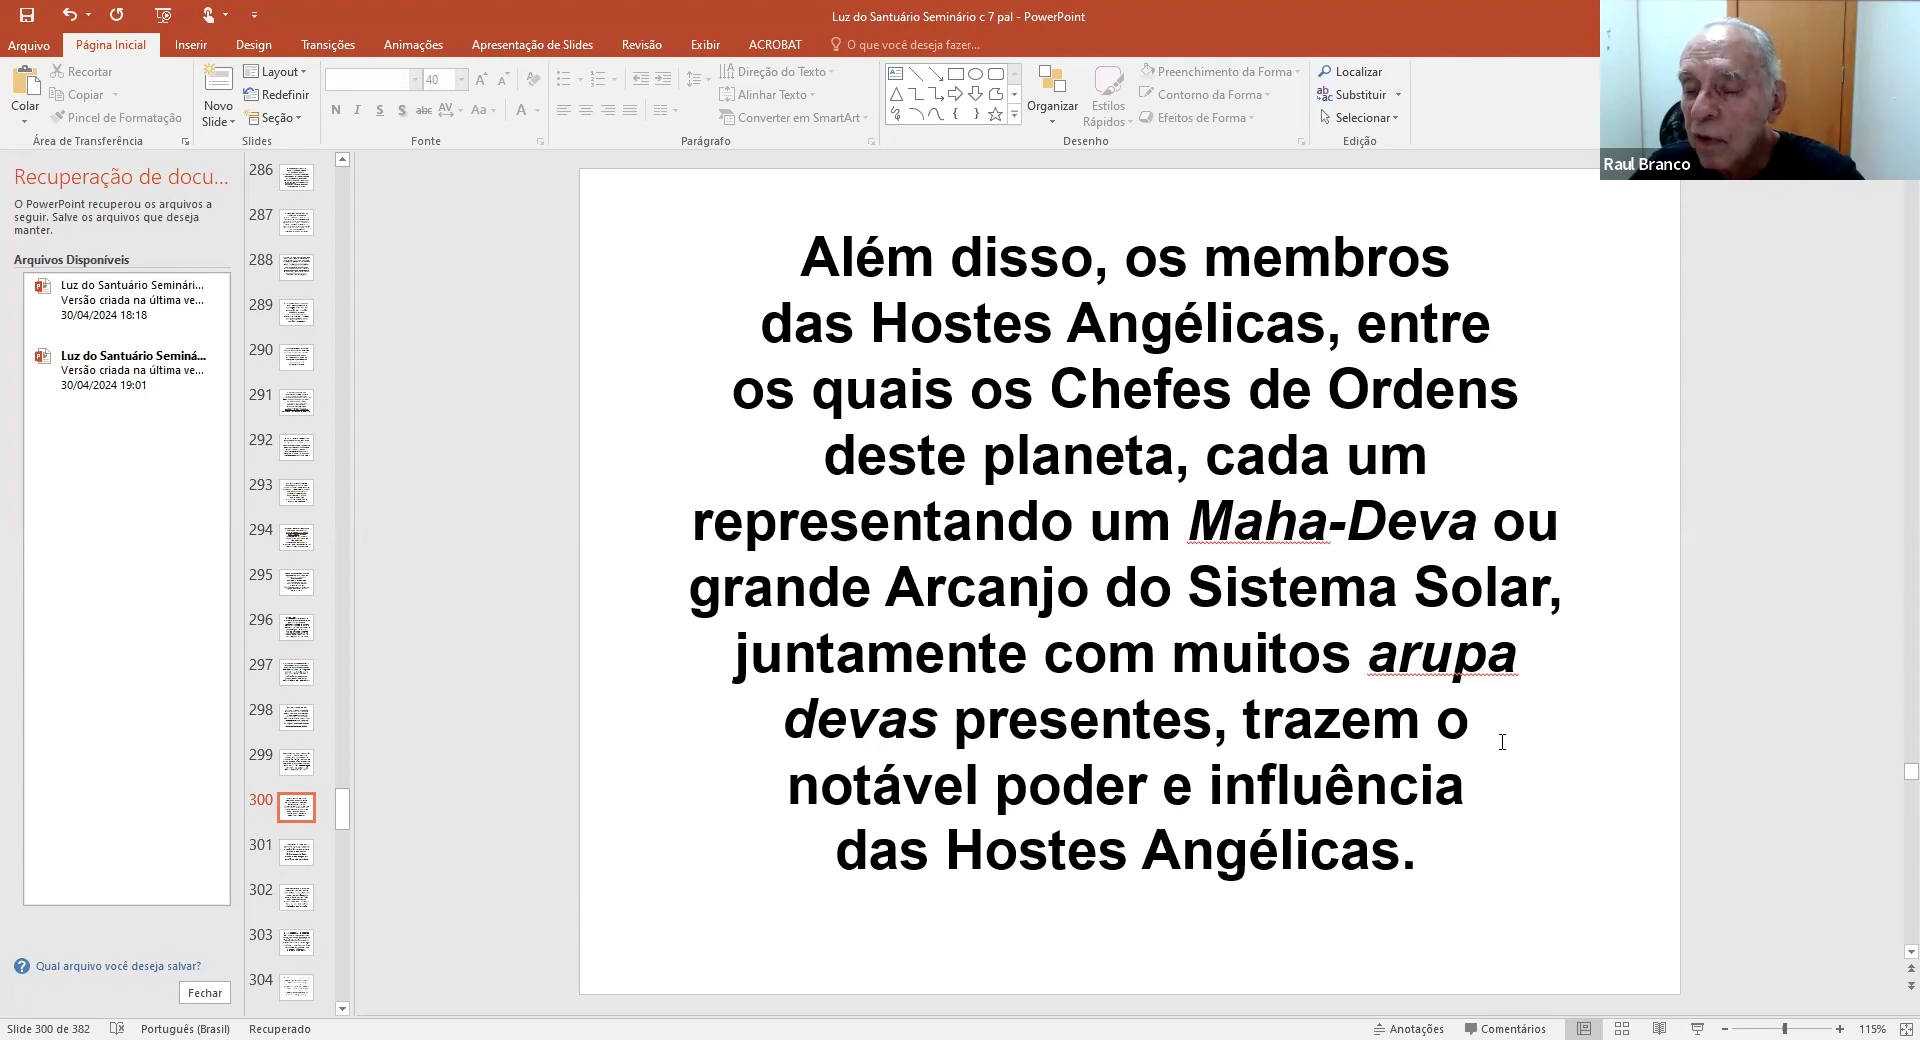 Luz do Santuário Seminário c 7 pal - PowerPoint
Arquivo Página Inicial Inserir Design Transições Animações Apresentação de Slides Revisão Exibir ACROBAT O que você deseja fazer...
Colar
Recortar
Copiar
Pincel de Formatação
Área de Transferência
Novo
Slide
Layout
Redefinir
Seção
Slides
40
N I S S abc AV Aa A
Fonte
Direção do Texto
Alinhar Texto
Converter em SmartArt
Parágrafo
Organizar
Estilos
Rápidos
Preenchimento da Forma
Contorno da Forma
Efeitos de Forma
Desenho
Localizar
Substituir
Selecionar
Edição
Raul Branco
Recuperação de docu...
O PowerPoint recuperou os arquivos a
seguir. Salve os arquivos que deseja
manter.
Arquivos Disponíveis
Luz do Santuário Seminári...
Versão criada na última ve...
30/04/2024 18:18
Luz do Santuário Seminá...
Versão criada na última ve...
30/04/2024 19:01
Qual arquivo você deseja salvar?
Fechar
286
287
288
289
290
291
292
293
294
295
296
297
298
299
300
301
302
303
304
Além disso, os membros
das Hostes Angélicas, entre
os quais os Chefes de Ordens
deste planeta, cada um
representando um Maha-Deva ou
grande Arcanjo do Sistema Solar,
juntamente com muitos arupa
devas presentes, trazem o
notável poder e influência
das Hostes Angélicas.
Slide 300 de 382 Português (Brasil) Recuperado Anotações Comentários 115%